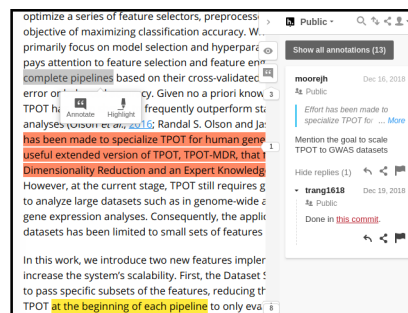 optimize a series of feature selectors, preprocess
objective of maximizing classification accuracy. W
primarily focus on model selection and hyperpara
pays attention to feature selection and feature eng
complete pipelines based on their cross-validated
error or accuracy. Given no a priori know
TPOT ha frequently outperform sta
analyses (Olson et al., 2016; Randal S. Olson and Jas
has been made to specialize TPOT for human gene
useful extended version of TPOT, TPOT-MDR, that
Dimensionality Reduction and an Expert Knowledge
However, at the current stage, TPOT still requires g
to analyze large datasets such as in genome-wide a
gene expression analyses. Consequently, the applic
datasets has been limited to small sets of features
In this work, we introduce two new features implem
increase the system's scalability. First, the Dataset S
to pass specific subsets of the features, reducing th
TPOT at the beginning of each pipeline to only eva
Annotate Highlight
3
1
8
h. Public
Show all annotations (13)
moorejh Dec 16, 2018
Public
Effort has been made to
specialize TPOT for ... More
Mention the goal to scale
TPOT to GWAS datasets
Hide replies (1)
trang1618 Dec 19, 2018
Public
Done in this commit.